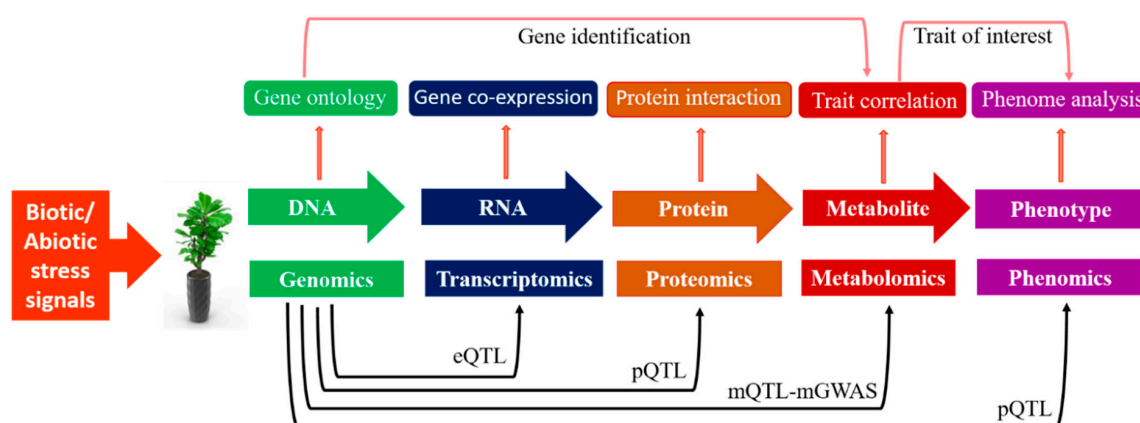 Gene identification
Trait of interest
Gene ontology
Gene co-expression
Protein interaction
Trait correlation
Phenome analysis
Biotic/
Abiotic
stress
signals
DNA
RNA
Protein
Metabolite
Phenotype
Genomics
Transcriptomics
Proteomics
Metabolomics
Phenomics
eQTL
pQTL
mQTL-mGWAS
pQTL